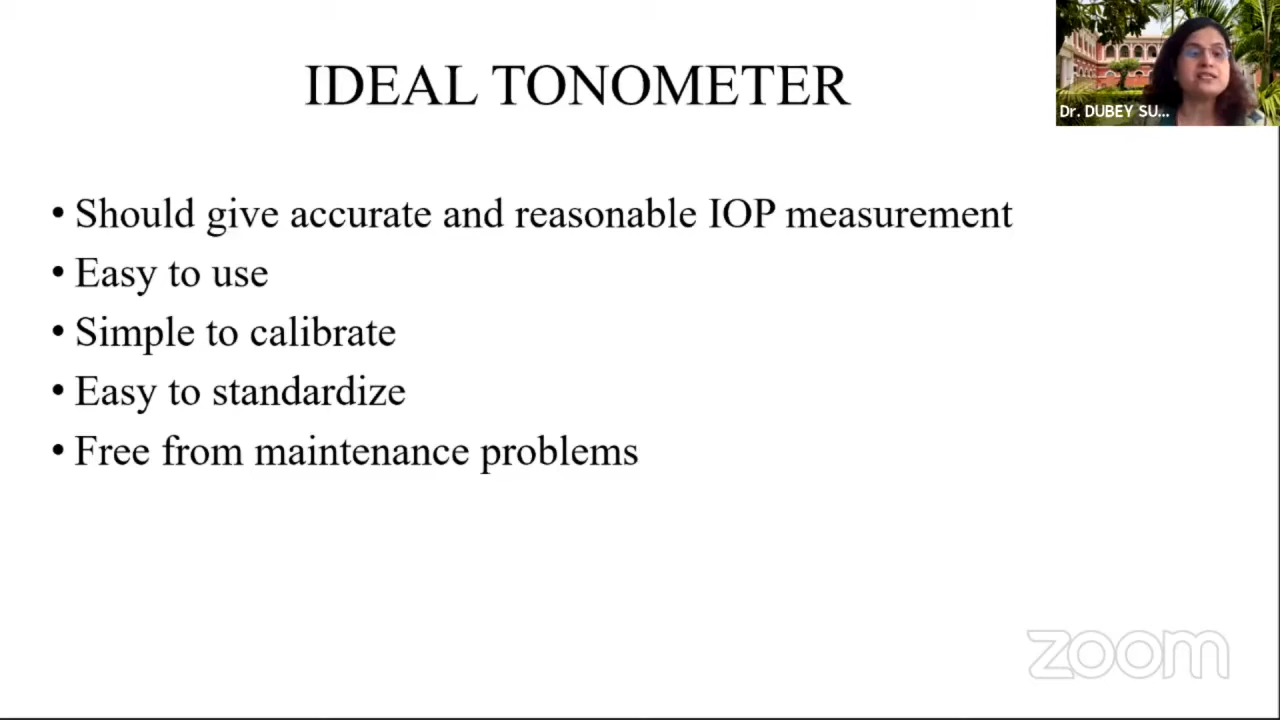 IDEAL TONOMETER
Dr. DUBEY SU...
• Should give accurate and reasonable IOP measurement
• Easy to use
• Simple to calibrate
• Easy to standardize
• Free from maintenance problems
zoom